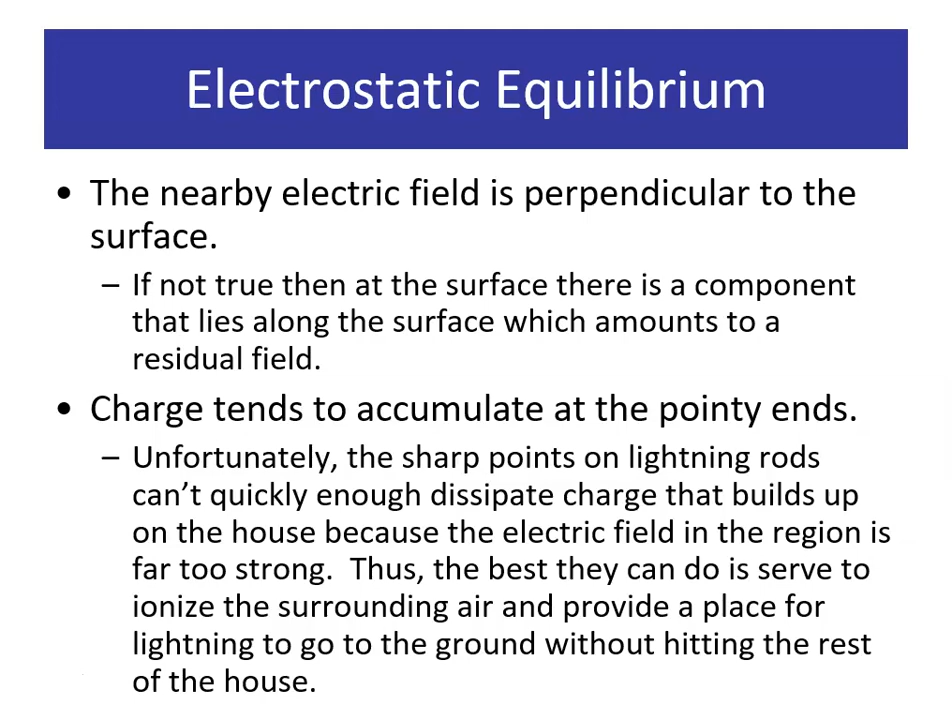 Electrostatic Equilibrium
• The nearby electric field is perpendicular to the
surface.
– If not true then at the surface there is a component
that lies along the surface which amounts to a
residual field.
• Charge tends to accumulate at the pointy ends.
– Unfortunately, the sharp points on lightning rods
can’t quickly enough dissipate charge that builds up
on the house because the electric field in the region is
far too strong.  Thus, the best they can do is serve to
ionize the surrounding air and provide a place for
lightning to go to the ground without hitting the rest
of the house.